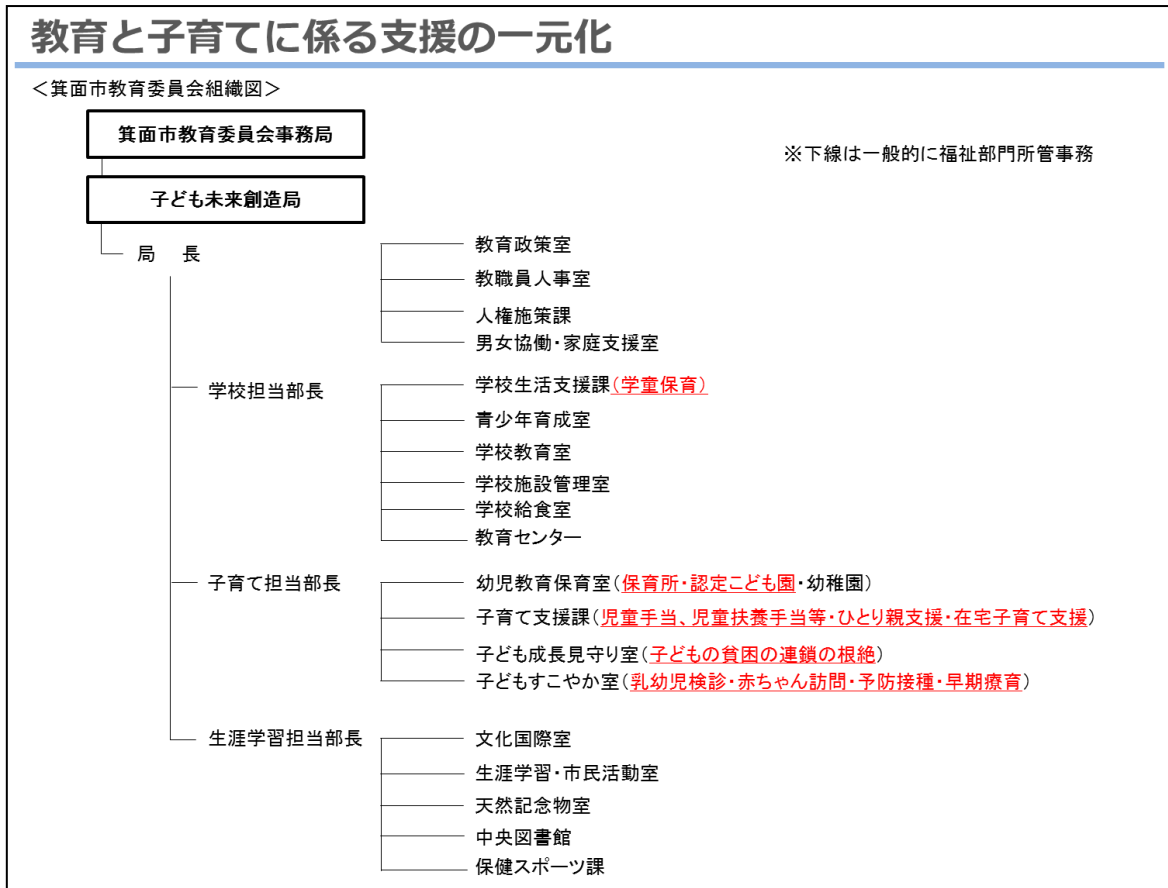 教育と子育てに係る支援の一元化
＜箕面市教育委員会組織図＞
箕面市教育委員会事務局
※下線は一般的に福祉部門所管事務
子ども未来創造局
局　長
教育政策室
教職員人事室
人権施策課
男女協働・家庭支援室
学校担当部長
学校生活支援課（学童保育）
青少年育成室
学校教育室
学校施設管理室
学校給食室
教育センター
子育て担当部長
幼児教育保育室（保育所・認定こども園・幼稚園）
子育て支援課（児童手当、児童扶養手当等・ひとり親支援・在宅子育て支援）
子ども成長見守り室（子どもの貧困の連鎖の根絶）
子どもすこやか室（乳幼児検診・赤ちゃん訪問・予防接種・早期療育）
生涯学習担当部長
文化国際室
生涯学習・市民活動室
天然記念物室
中央図書館
保健スポーツ課